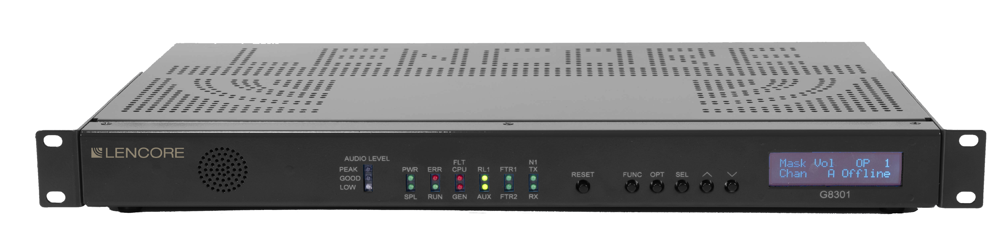 LENCORE
LENCORE
AUDIO LEVEL
PEAK
GOOD
LOW
PWR
SPL
ERR
RUN
FLT
CPU
GEN
RL1
AUX
FTR1
FTR2
N1
TX
RX
RESET
FUNC
OPT
SEL
Mask Vol OP 1
Chan A Offline
G8301